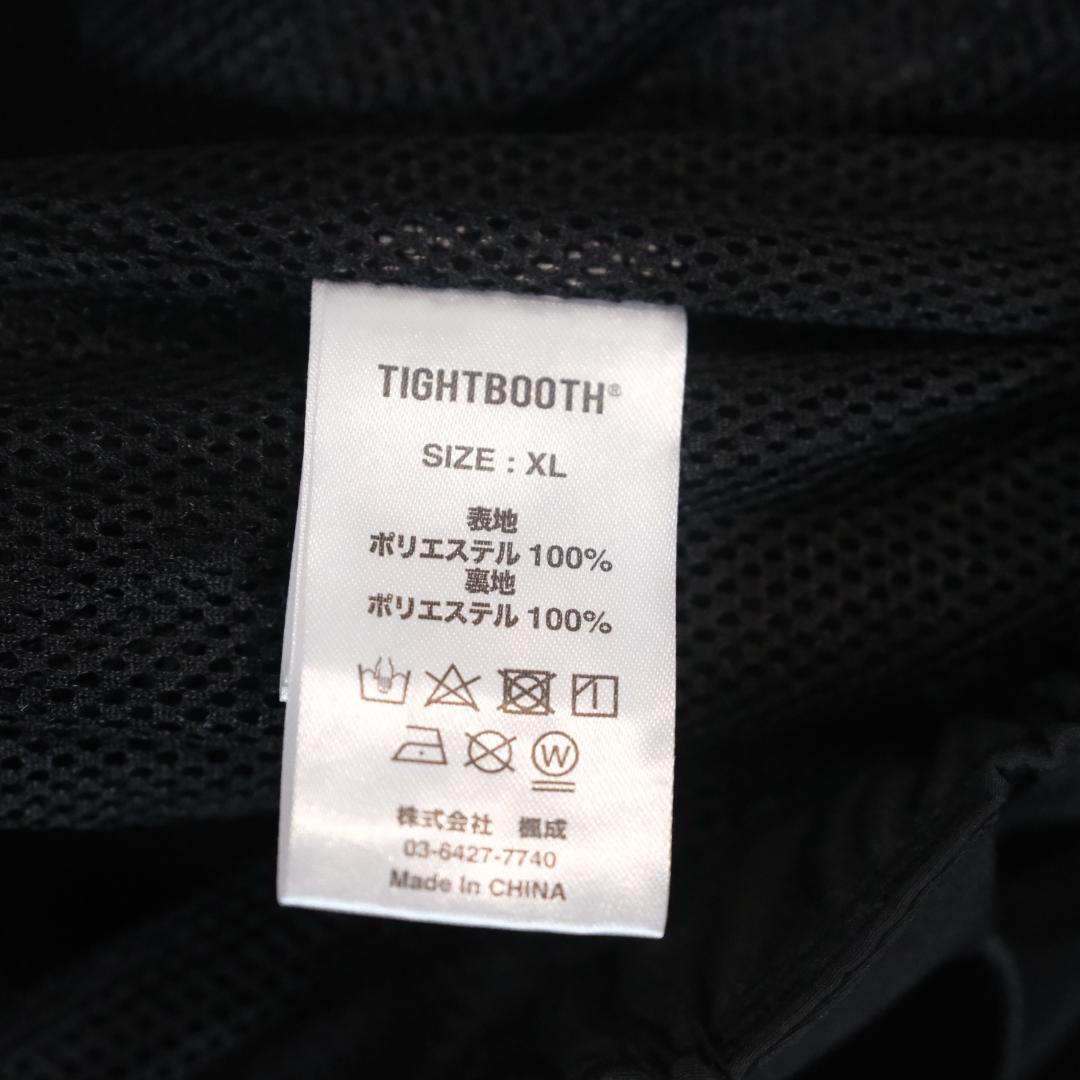 TIGHTBOOTH®
SIZE : XL
表地
ポリエステル 100%
裏地
ポリエステル 100%
W
株式会社 楓成
03-6427-7740
Made In CHINA